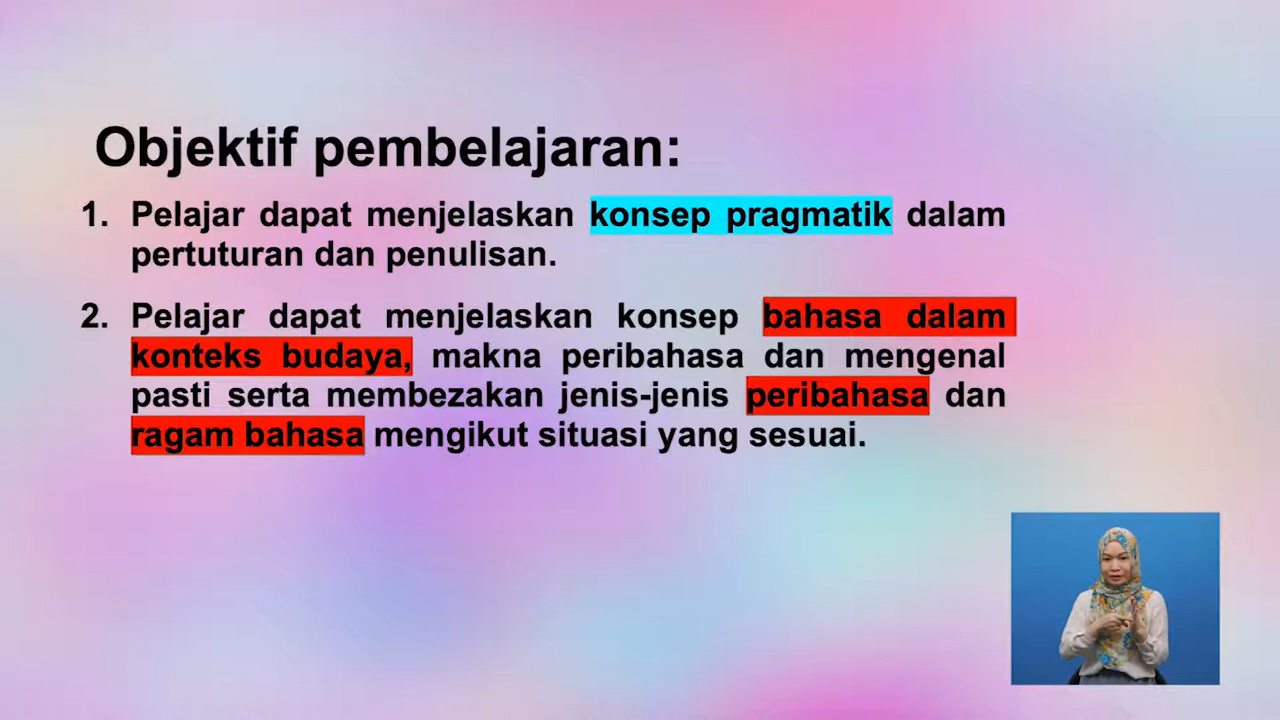 Objektif pembelajaran:
1. Pelajar dapat menjelaskan konsep pragmatik dalam
pertuturan dan penulisan.
2. Pelajar dapat menjelaskan konsep bahasa dalam
konteks budaya, makna peribahasa dan mengenal
pasti serta membezakan jenis-jenis peribahasa dan
ragam bahasa mengikut situasi yang sesuai.